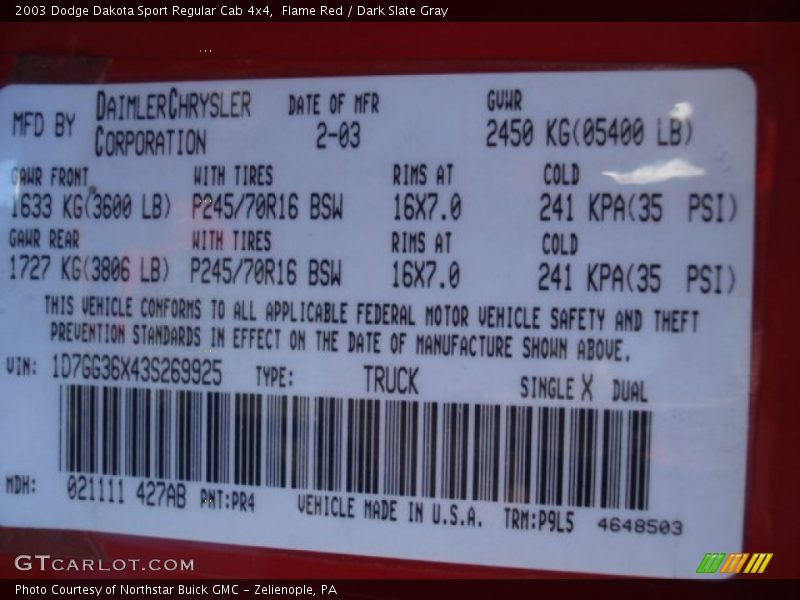 2003 Dodge Dakota Sport Regular Cab 4x4,  Flame Red / Dark Slate Gray
MFD BY DAIMLERCHRYSLER CORPORATION DATE OF MFR 2-03 GVWR 2450 KG(05400 LB)
GAWR FRONT WITH TIRES RIMS AT COLD
1633 KG(3600 LB) P245/70R16 BSW 16X7.0 241 KPA(35 PSI)
GAWR REAR WITH TIRES RIMS AT COLD
1727 KG(3806 LB) P245/70R16 BSW 16X7.0 241 KPA(35 PSI)
THIS VEHICLE CONFORMS TO ALL APPLICABLE FEDERAL MOTOR VEHICLE SAFETY AND THEFT
PREVENTION STANDARDS IN EFFECT ON THE DATE OF MANUFACTURE SHOWN ABOVE.
VIN: 1D7GG36X43S269925 TYPE: TRUCK SINGLE X DUAL
MDH: 021111 427AB PNT:PR4 VEHICLE MADE IN U.S.A. TRM:P9L5 4648503
GTCARLOT.COM
Photo Courtesy of Northstar Buick GMC - Zelienople, PA